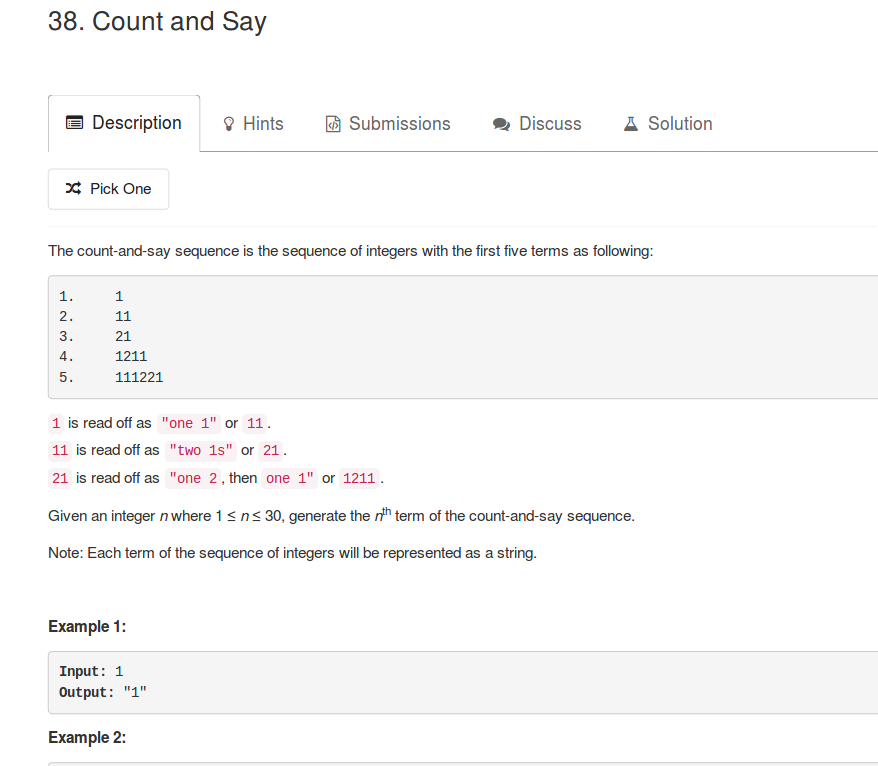 38. Count and Say
Description Hints Submissions Discuss Solution
Pick One
The count-and-say sequence is the sequence of integers with the first five terms as following:
1. 1
2. 11
3. 21
4. 1211
5. 111221
1 is read off as "one 1" or 11.
11 is read off as "two 1s" or 21.
21 is read off as "one 2, then one 1" or 1211.
Given an integer n where 1 ≤ n ≤ 30, generate the nth term of the count-and-say sequence.
Note: Each term of the sequence of integers will be represented as a string.
Example 1:
Input: 1
Output: "1"
Example 2: